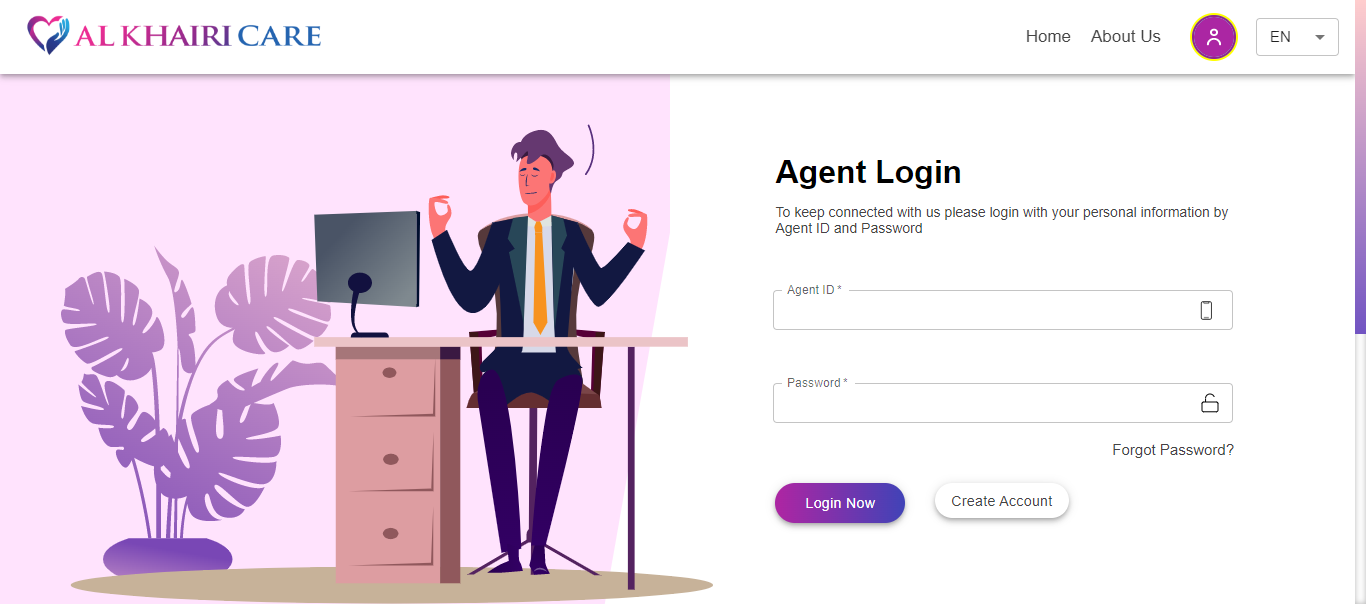 AL KHAIRI CARE
Home
About Us
EN
Agent Login
To keep connected with us please login with your personal information by
Agent ID and Password
Agent ID *
Password *
Forgot Password?
Login Now
Create Account